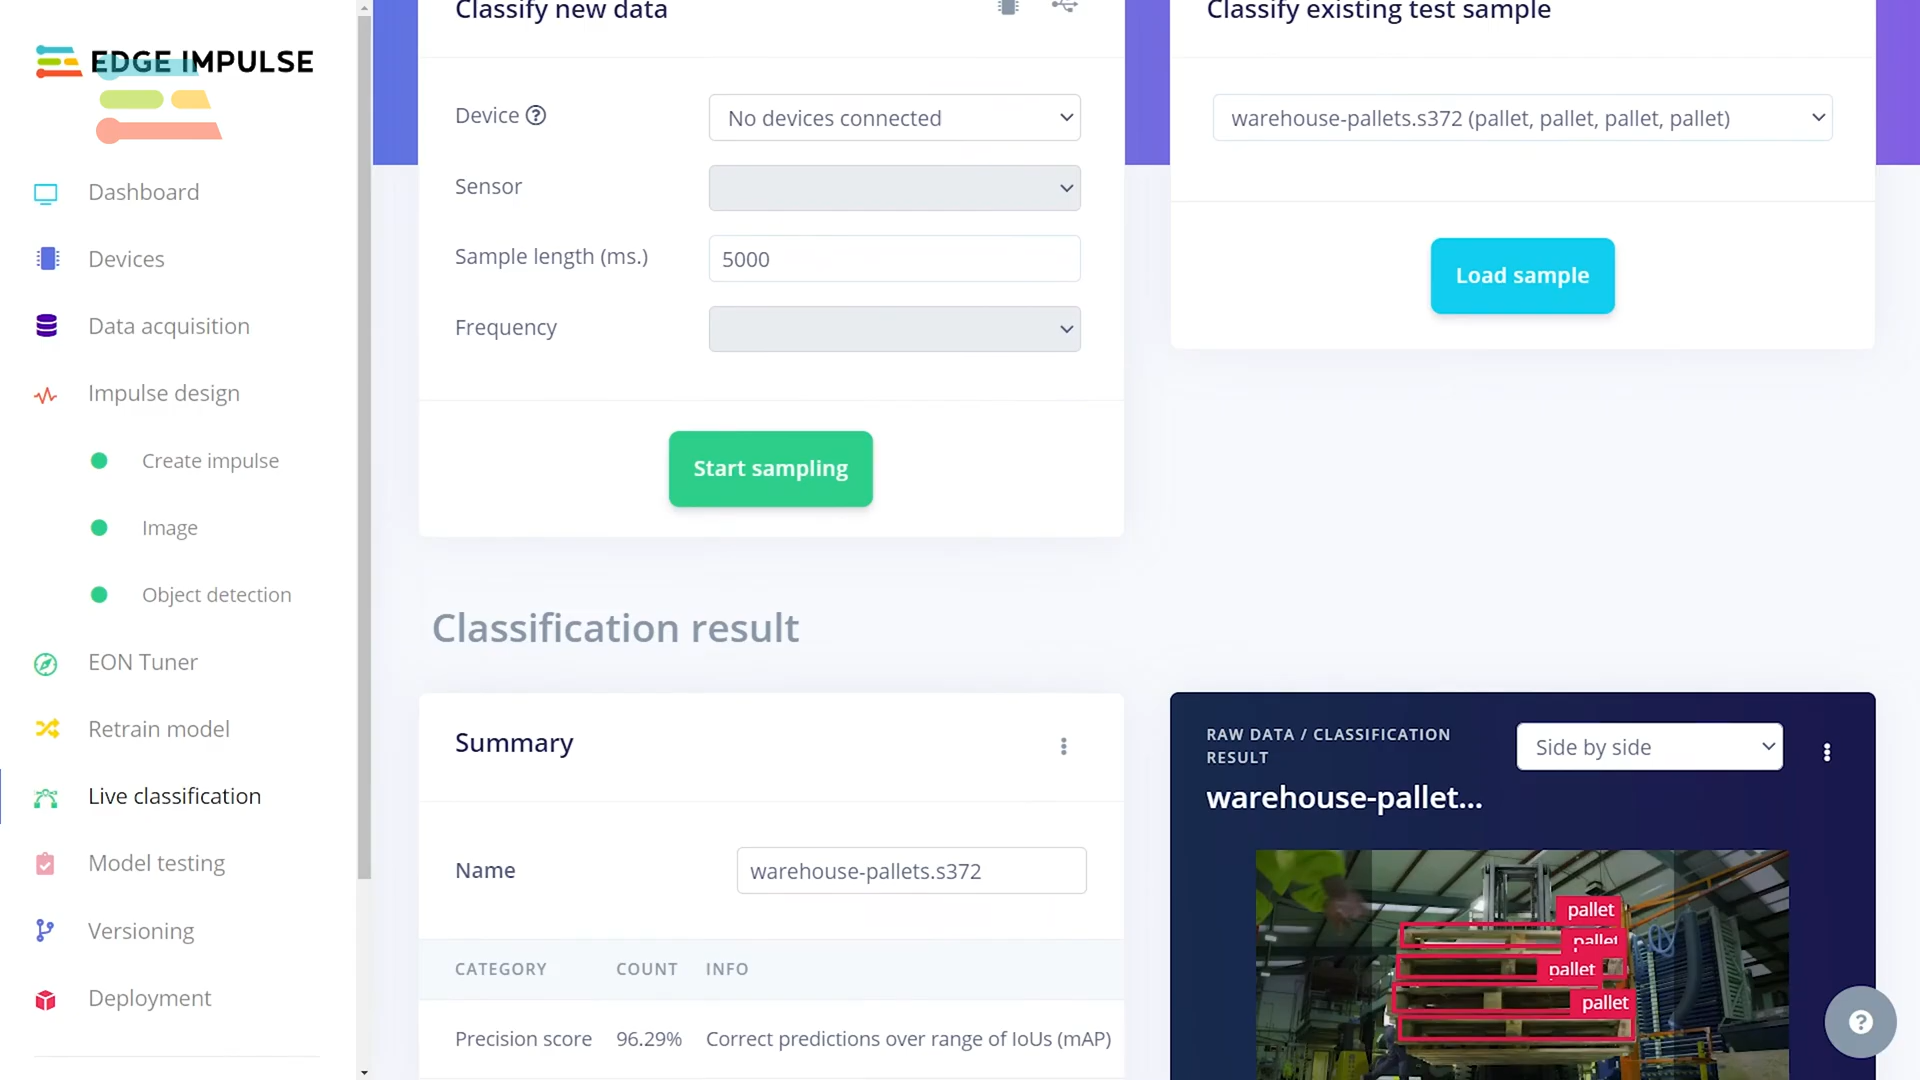 EDGE IMPULSE
Dashboard
Devices
Data acquisition
Impulse design
Create impulse
Image
Object detection
EON Tuner
Retrain model
Live classification
Model testing
Versioning
Deployment
Classify new data
Device
No devices connected
Sensor
Sample length (ms.)
5000
Frequency
Start sampling
Classify existing test sample
warehouse-pallets.s372 (pallet, pallet, pallet, pallet)
Load sample
Classification result
Summary
Name
warehouse-pallets.s372
CATEGORY COUNT INFO
Precision score 96.29% Correct predictions over range of IoUs (mAP)
RAW DATA / CLASSIFICATION
RESULT
Side by side
warehouse-pallet...
pallet
pallet
pallet
pallet